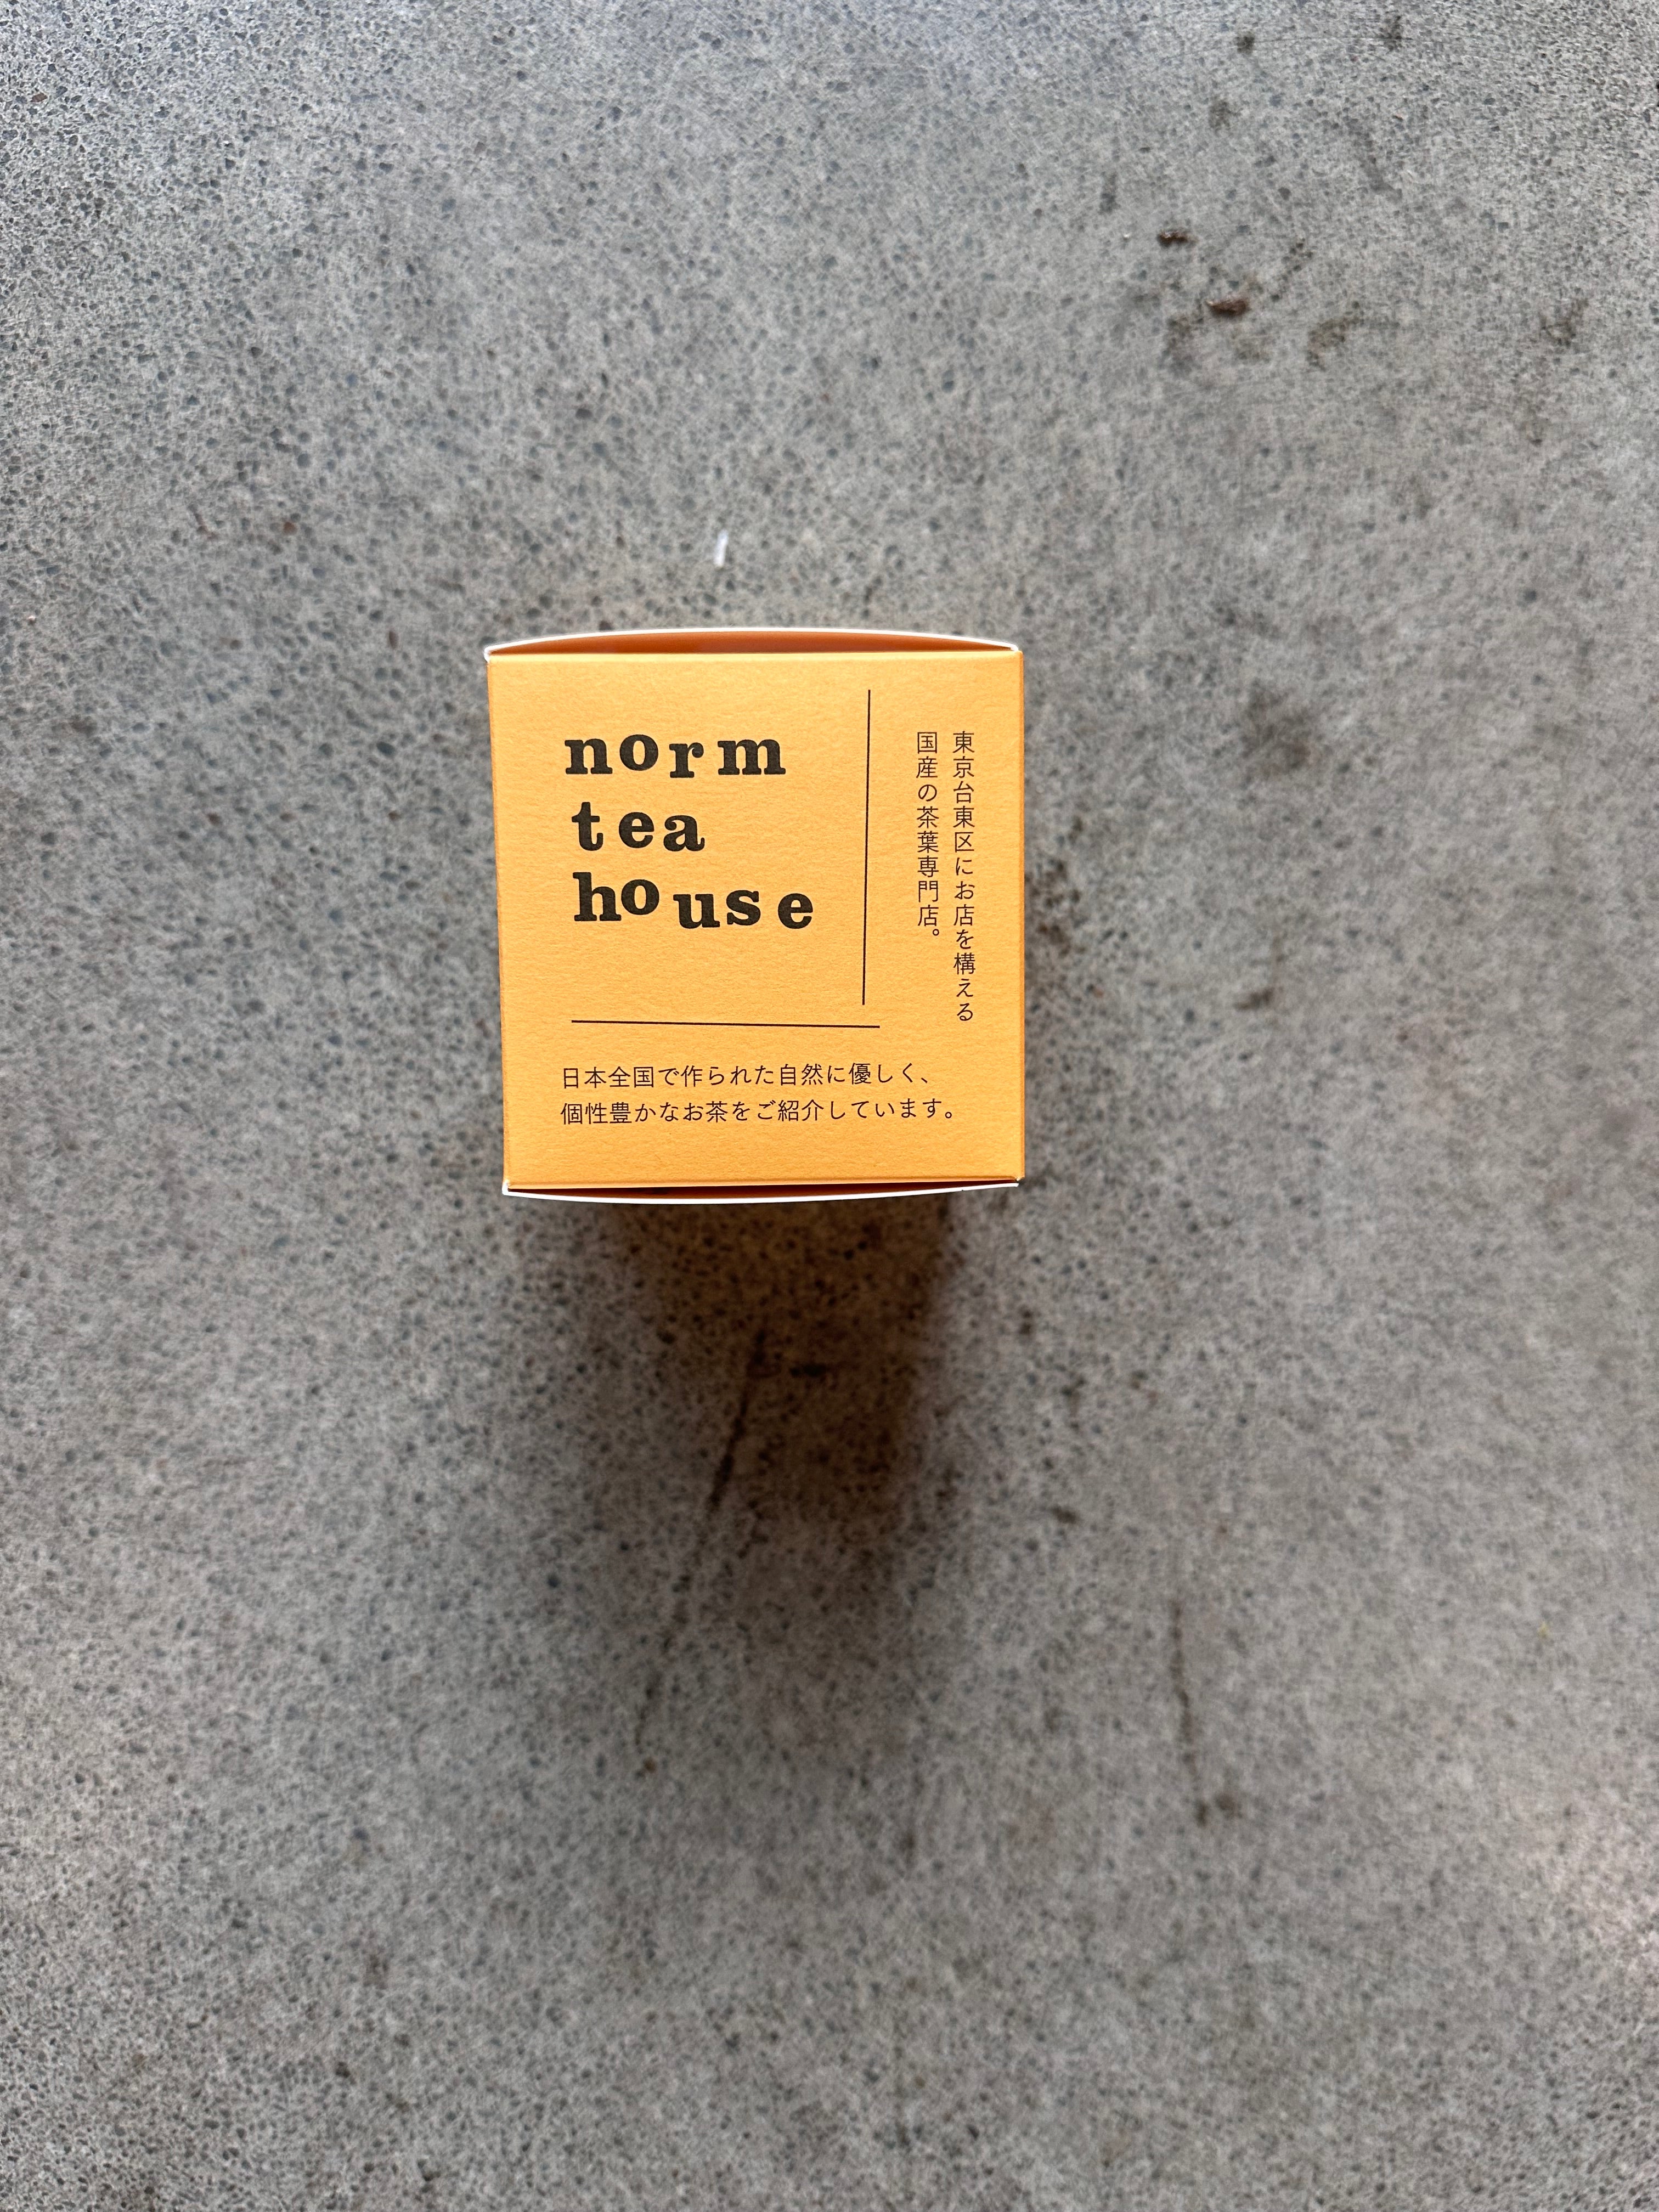 norm
tea
house
東京台東区にお店を構える
国産の茶葉専門店。
日本全国で作られた自然に優しく、
個性豊かなお茶をご紹介しています。